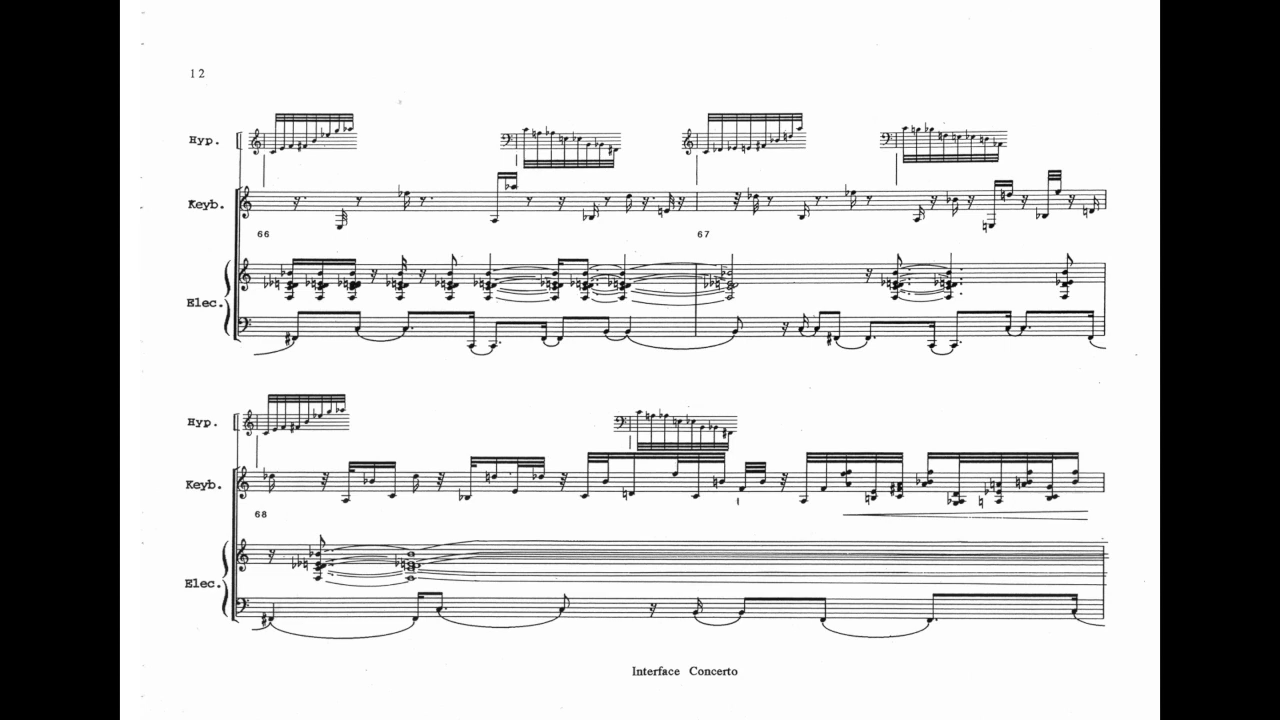 12
Hyp.
Keyb.
66 67
Elec.
Hyp.
Keyb.
68
Elec.
Interface Concerto